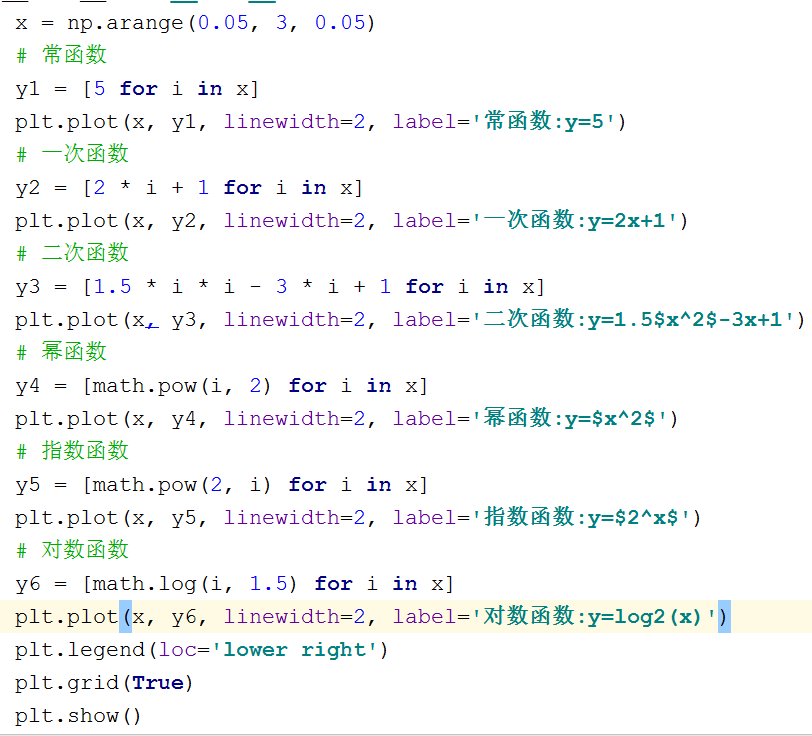 x = np.arange(0.05, 3, 0.05)
# 常函数
y1 = [5 for i in x]
plt.plot(x, y1, linewidth=2, label='常函数:y=5')
# 一次函数
y2 = [2 * i + 1 for i in x]
plt.plot(x, y2, linewidth=2, label='一次函数:y=2x+1')
# 二次函数
y3 = [1.5 * i * i - 3 * i + 1 for i in x]
plt.plot(x, y3, linewidth=2, label='二次函数:y=1.5$x^2$-3x+1')
# 幂函数
y4 = [math.pow(i, 2) for i in x]
plt.plot(x, y4, linewidth=2, label='幂函数:y=$x^2$')
# 指数函数
y5 = [math.pow(2, i) for i in x]
plt.plot(x, y5, linewidth=2, label='指数函数:y=$2^x$')
# 对数函数
y6 = [math.log(i, 1.5) for i in x]
plt.plot(x, y6, linewidth=2, label='对数函数:y=log2(x)')
plt.legend(loc='lower right')
plt.grid(True)
plt.show()